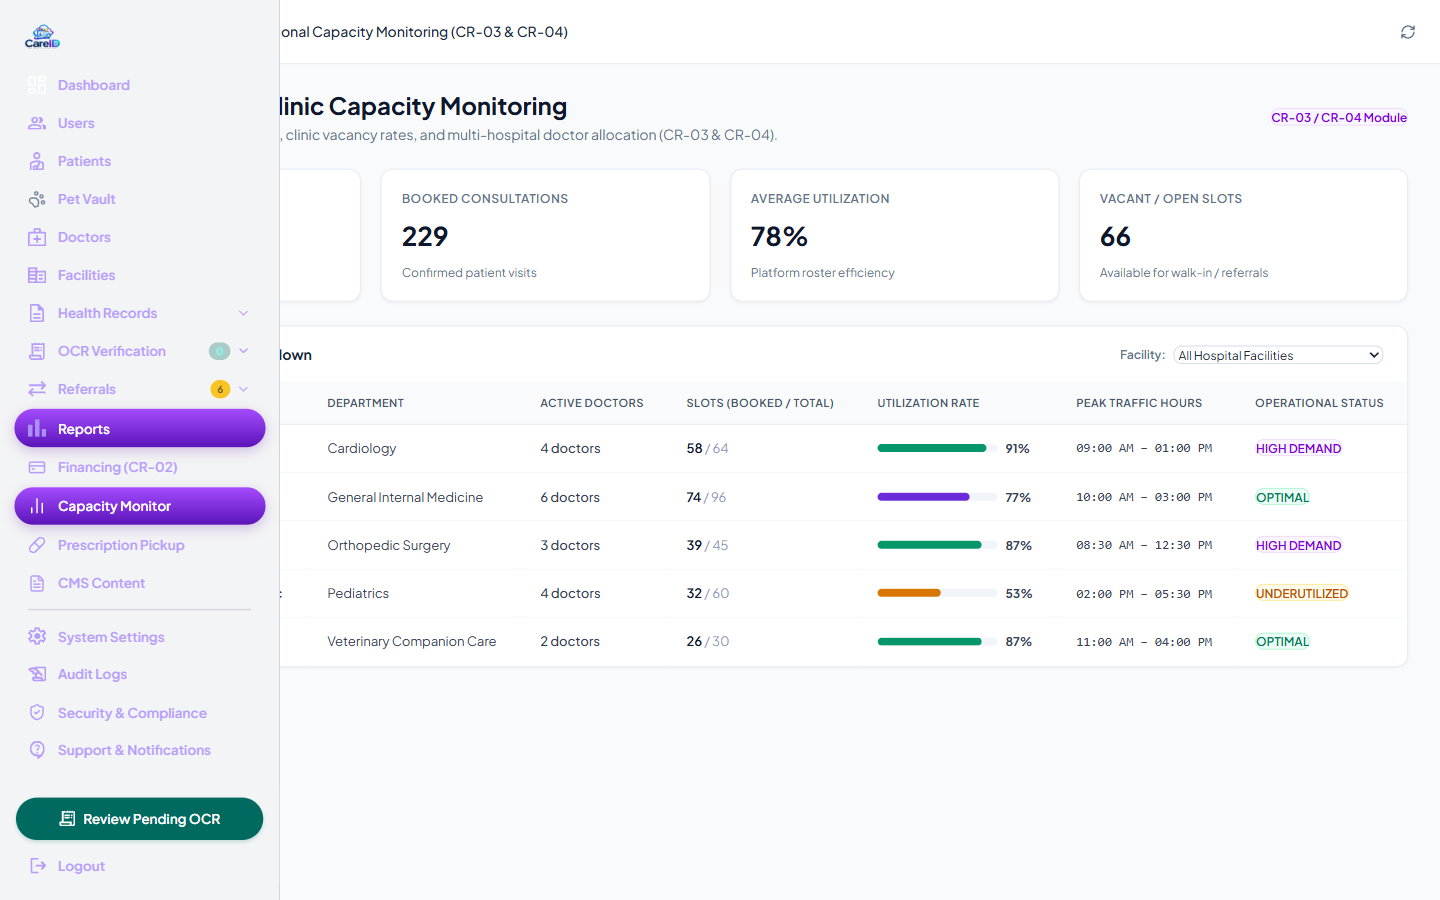 CareID
Dashboard
Users
Patients
Pet Vault
Doctors
Facilities
Health Records
OCR Verification 0
Referrals 6
Reports
Financing (CR-02)
Capacity Monitor
Prescription Pickup
CMS Content
System Settings
Audit Logs
Security & Compliance
Support & Notifications
Review Pending OCR
Logout
onal Capacity Monitoring (CR-03 & CR-04)
linic Capacity Monitoring
, clinic vacancy rates, and multi-hospital doctor allocation (CR-03 & CR-04).
CR-03 / CR-04 Module
BOOKED CONSULTATIONS
229
Confirmed patient visits
AVERAGE UTILIZATION
78%
Platform roster efficiency
VACANT / OPEN SLOTS
66
Available for walk-in / referrals
down
Facility: All Hospital Facilities
DEPARTMENT ACTIVE DOCTORS SLOTS (BOOKED / TOTAL) UTILIZATION RATE PEAK TRAFFIC HOURS OPERATIONAL STATUS
Cardiology 4 doctors 58 / 64 91% 09:00 AM – 01:00 PM HIGH DEMAND
General Internal Medicine 6 doctors 74 / 96 77% 10:00 AM – 03:00 PM OPTIMAL
Orthopedic Surgery 3 doctors 39 / 45 87% 08:30 AM – 12:30 PM HIGH DEMAND
Pediatrics 4 doctors 32 / 60 53% 02:00 PM – 05:30 PM UNDERUTILIZED
Veterinary Companion Care 2 doctors 26 / 30 87% 11:00 AM – 04:00 PM OPTIMAL